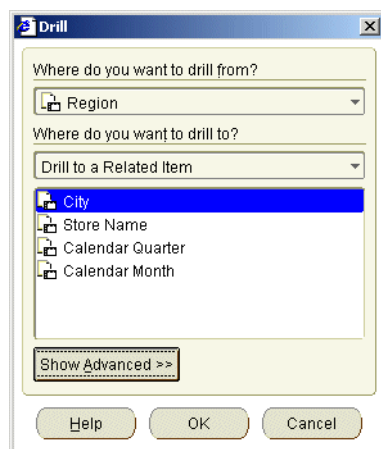 Drill
Where do you want to drill from?
Region
Where do you want to drill to?
Drill to a Related Item
City
Store Name
Calendar Quarter
Calendar Month
Show Advanced >>
Help OK Cancel